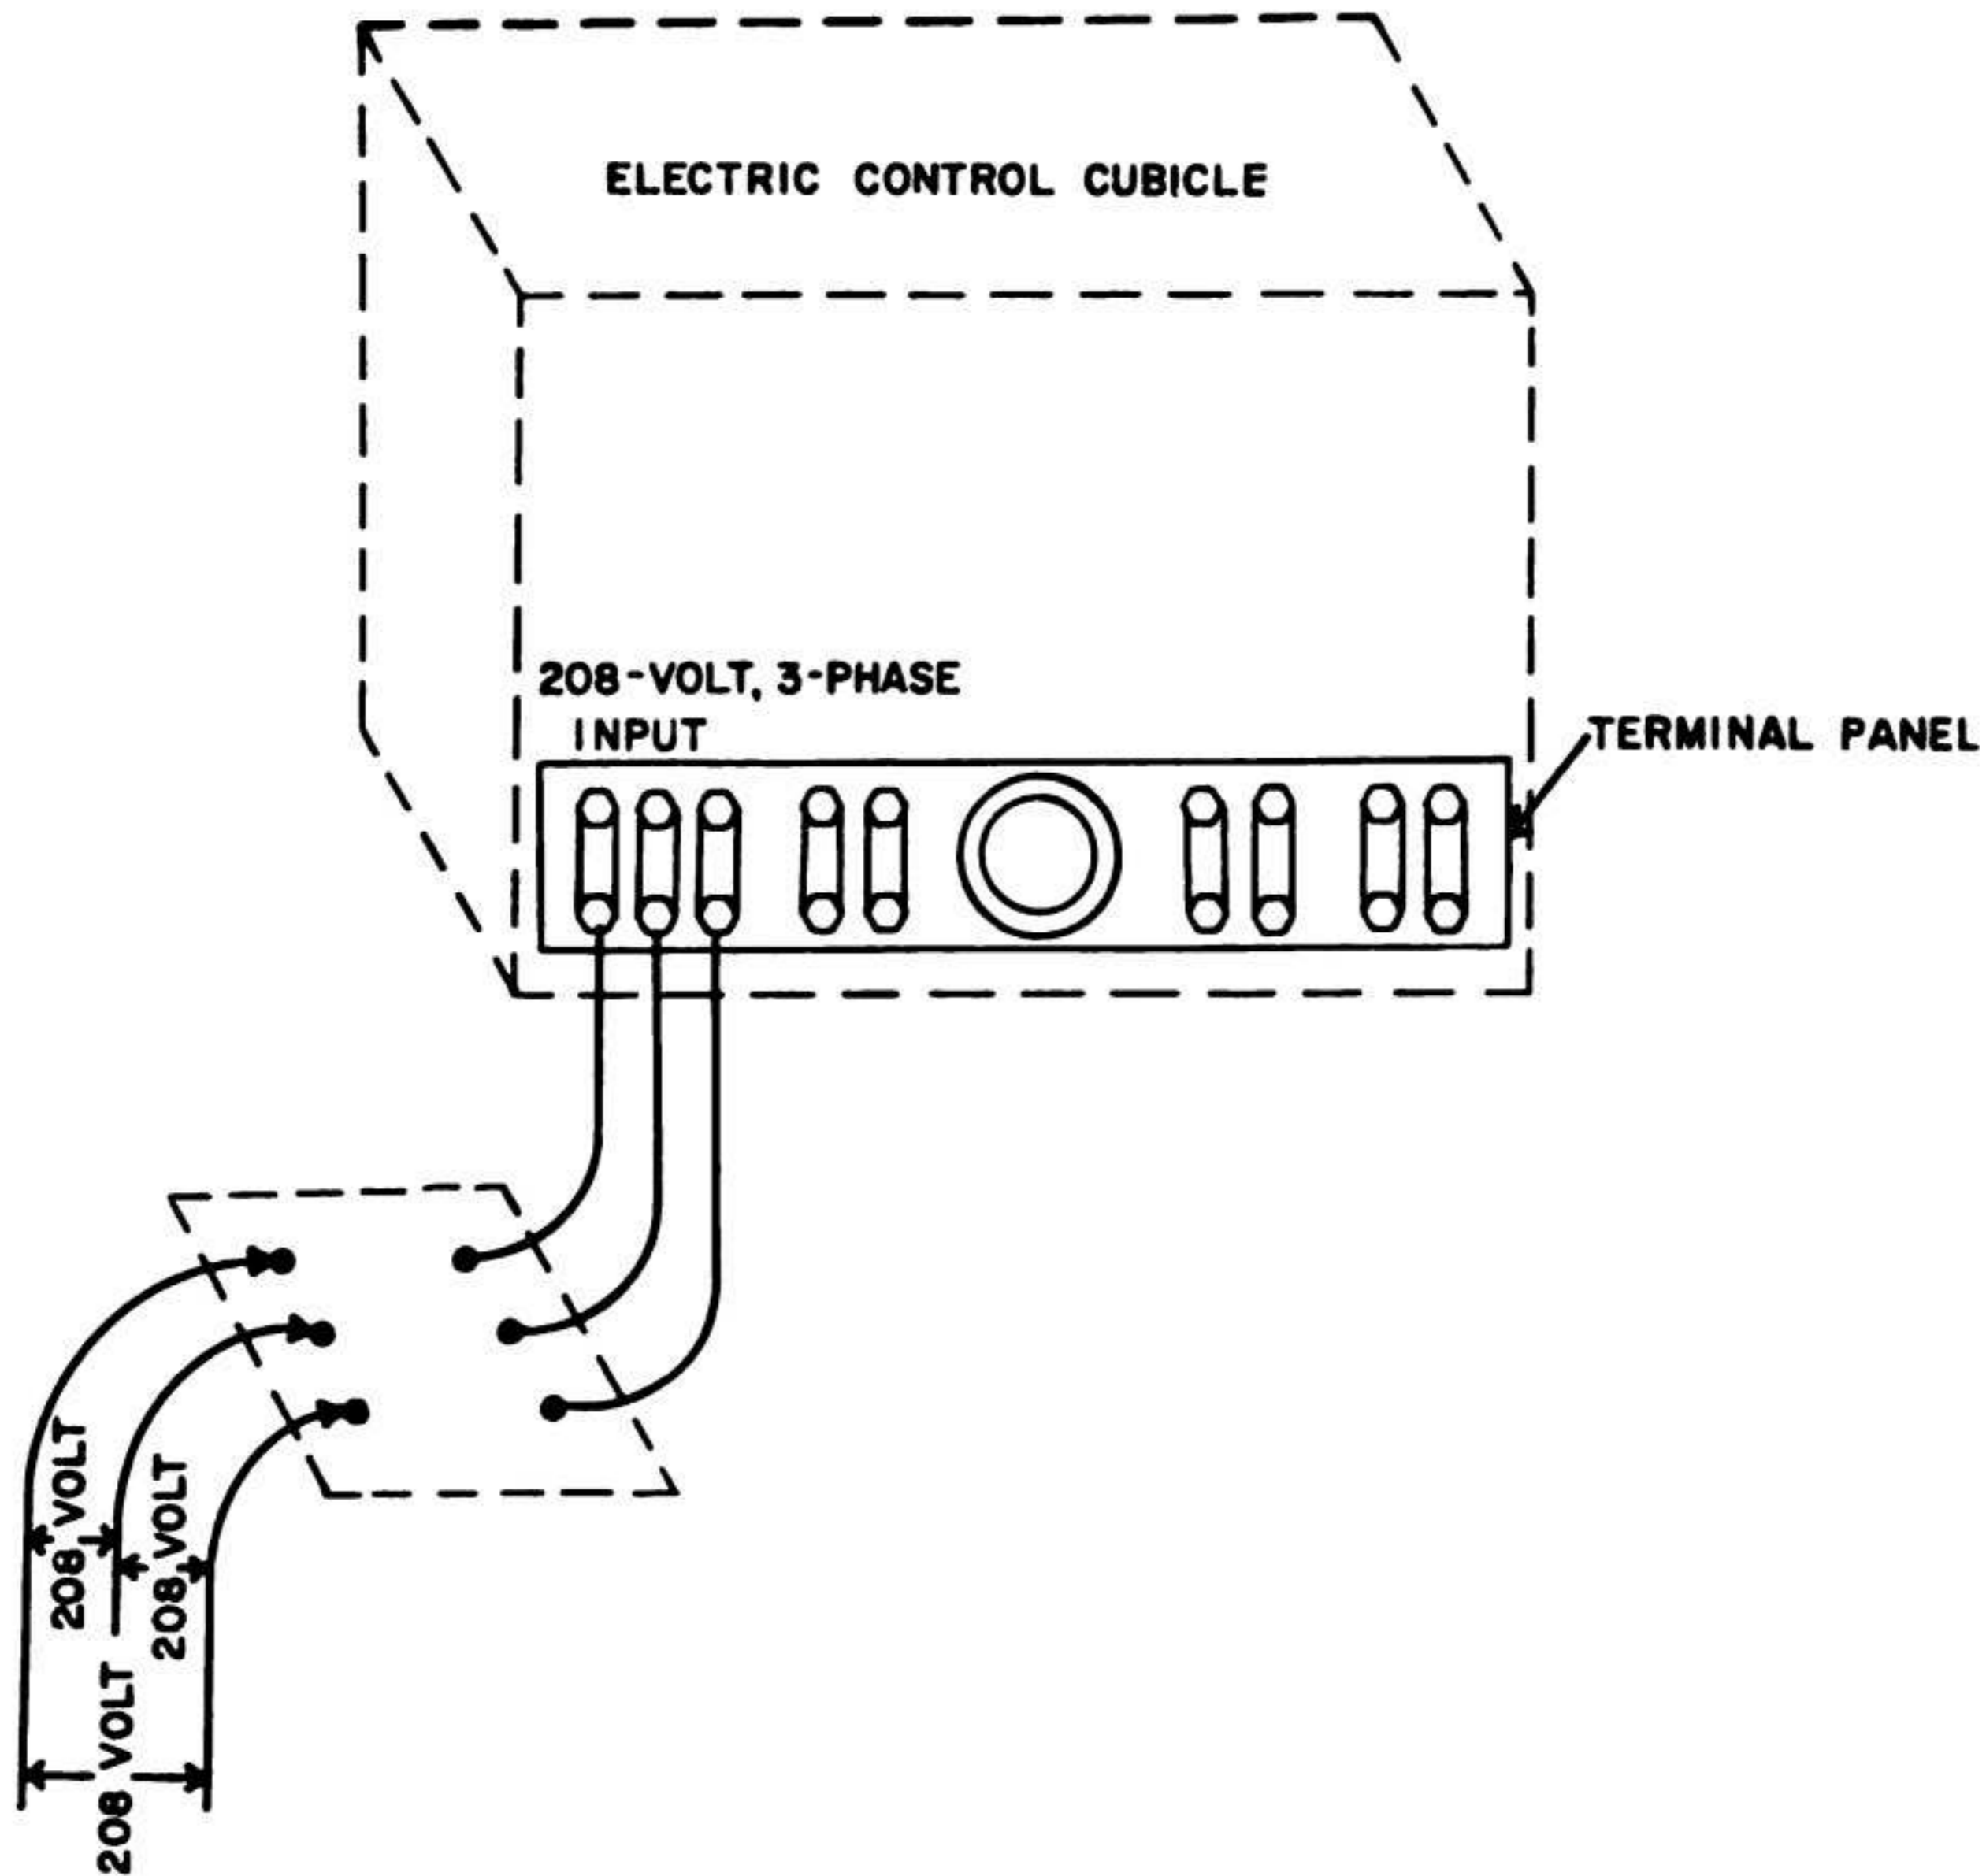 ELECTRIC CONTROL CUBICLE
208-VOLT, 3-PHASE
INPUT
TERMINAL PANEL
208 VOLT
208 VOLT
208 VOLT